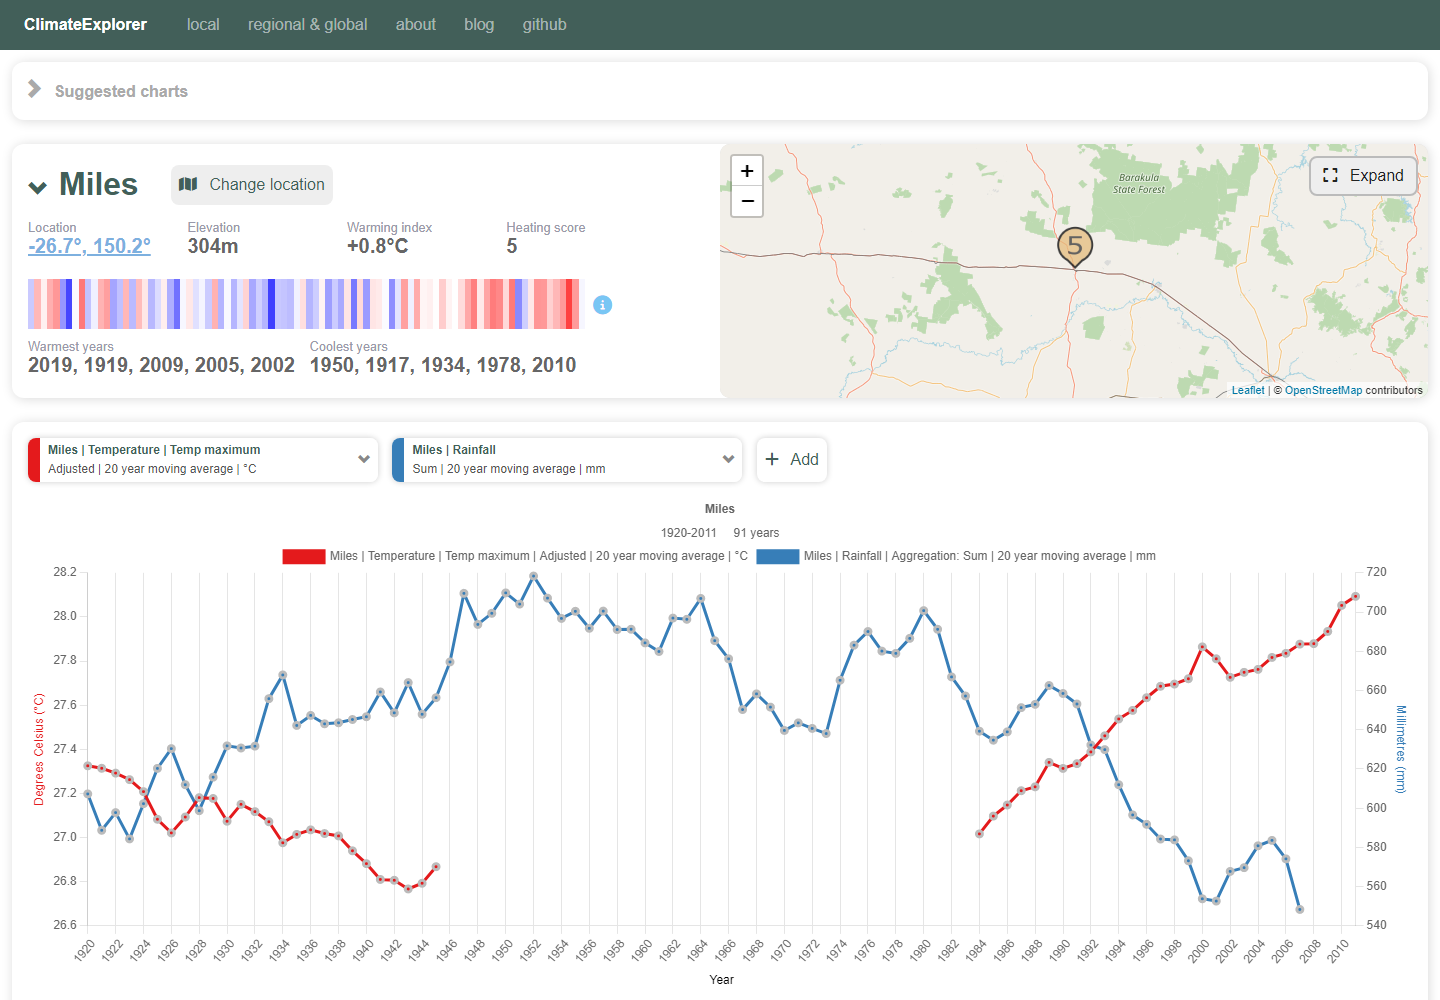 ClimateExplorer local regional & global about blog github
Suggested charts
Miles Change location
Location Elevation Warming index Heating score
-26.7°, 150.2° 304m +0.8°C 5
Warmest years Coolest years
2019, 1919, 2009, 2005, 2002 1950, 1917, 1934, 1978, 2010
+
−
Barakula
State Forest
Expand
5
Leaflet | © OpenStreetMap contributors
Miles | Temperature | Temp maximum
Adjusted | 20 year moving average | °C
Miles | Rainfall
Sum | 20 year moving average | mm
+ Add
Miles
1920-2011 91 years
Miles | Temperature | Temp maximum | Adjusted | 20 year moving average | °C Miles | Rainfall | Aggregation: Sum | 20 year moving average | mm
28.2 720
28.0 700
27.8 680
27.6 660
27.4 640
27.2 620
27.0 600
26.8 580
26.6 560
540
Degrees Celsius (°C)
Millimetres (mm)
1920 1922 1924 1926 1928 1930 1932 1934 1936 1938 1940 1942 1944 1946 1948 1950 1952 1954 1956 1958 1960 1962 1964 1966 1968 1970 1972 1974 1976 1978 1980 1982 1984 1986 1988 1990 1992 1994 1996 1998 2000 2002 2004 2006 2008 2010
Year